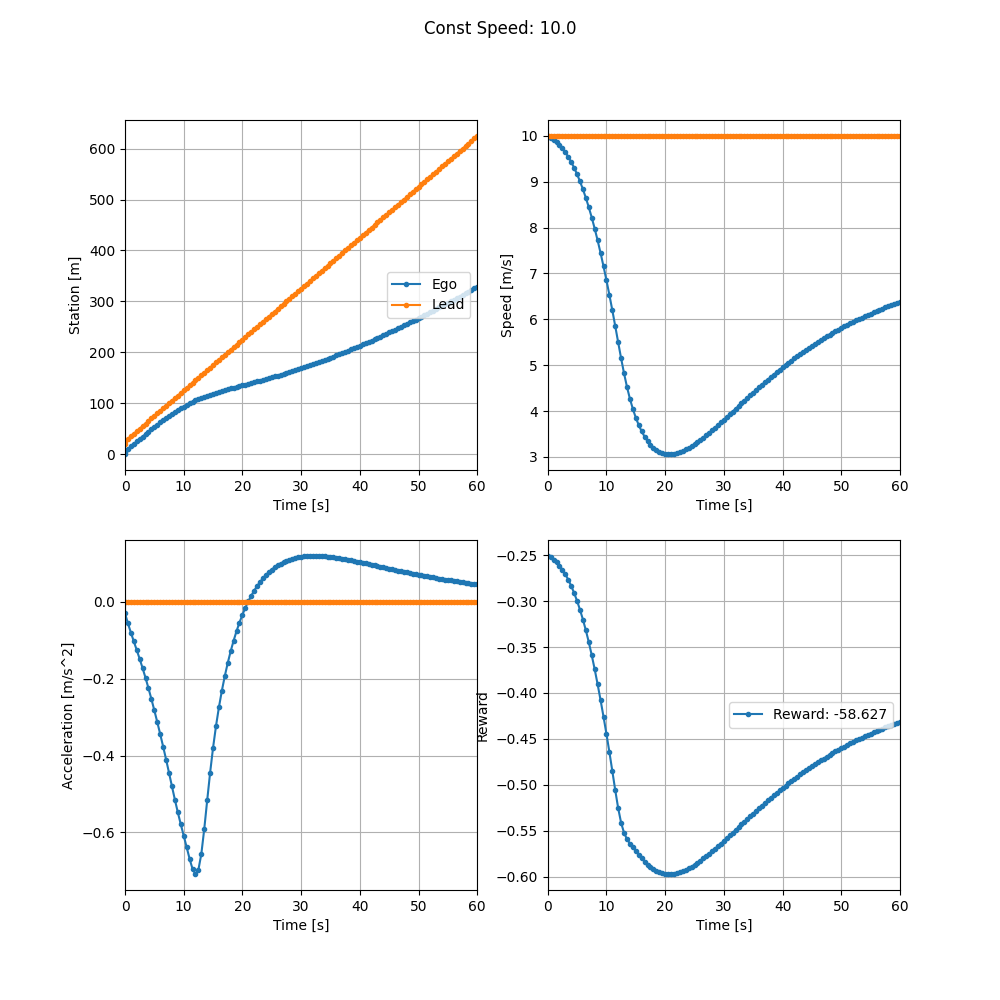 Const Speed: 10.0
600
500
400
300
200
100
0
Station [m]
Ego
Lead
0 10 20 30 40 50 60
Time [s]
10
9
8
7
6
5
4
3
Speed [m/s]
0 10 20 30 40 50 60
Time [s]
0.0
−0.2
−0.4
−0.6
Acceleration [m/s^2]
0 10 20 30 40 50 60
Time [s]
−0.25
−0.30
−0.35
−0.40
−0.45
−0.50
−0.55
−0.60
Reward
Reward: -58.627
0 10 20 30 40 50 60
Time [s]